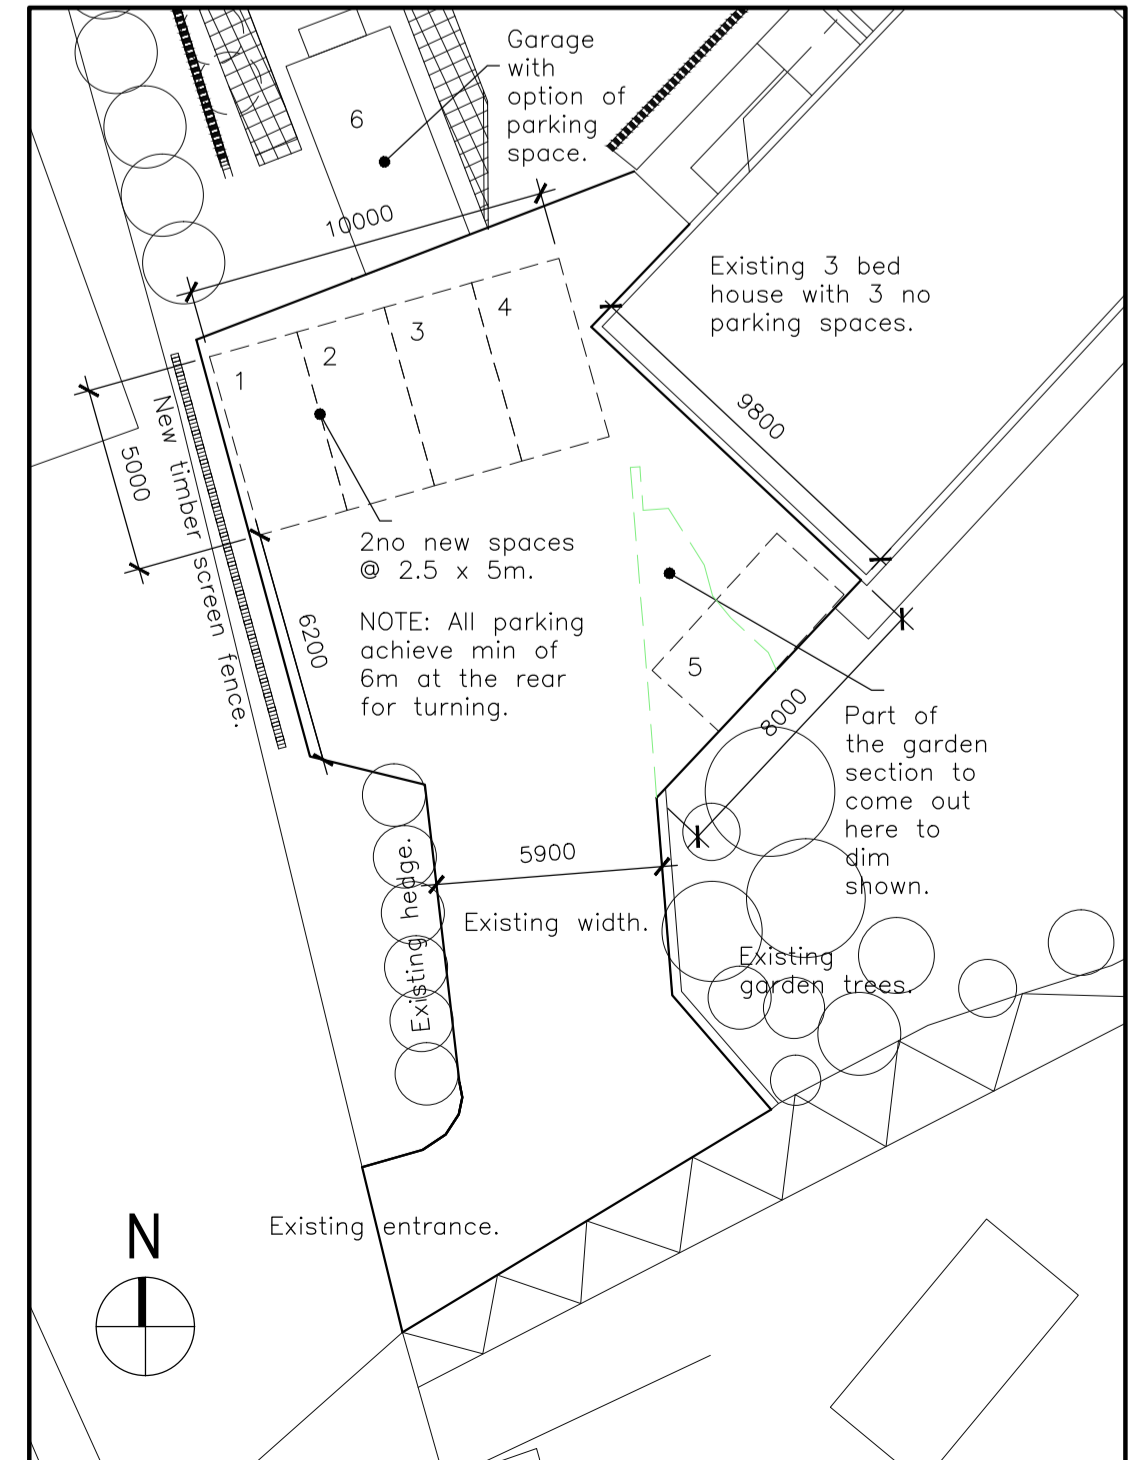 Garage
with
option of
parking
space.
6
10000
Existing 3 bed
house with 3 no
parking spaces.
1
2
3
4
9800
5000
New timber screen fence.
2no new spaces
@ 2.5 x 5m.
NOTE: All parking
achieve min of
6m at the rear
for turning.
6200
5
8000
Part of
the garden
section to
come out
here to
dim
shown.
5900
Existing width.
Existing hedge.
Existing
garden trees.
Existing entrance.
N